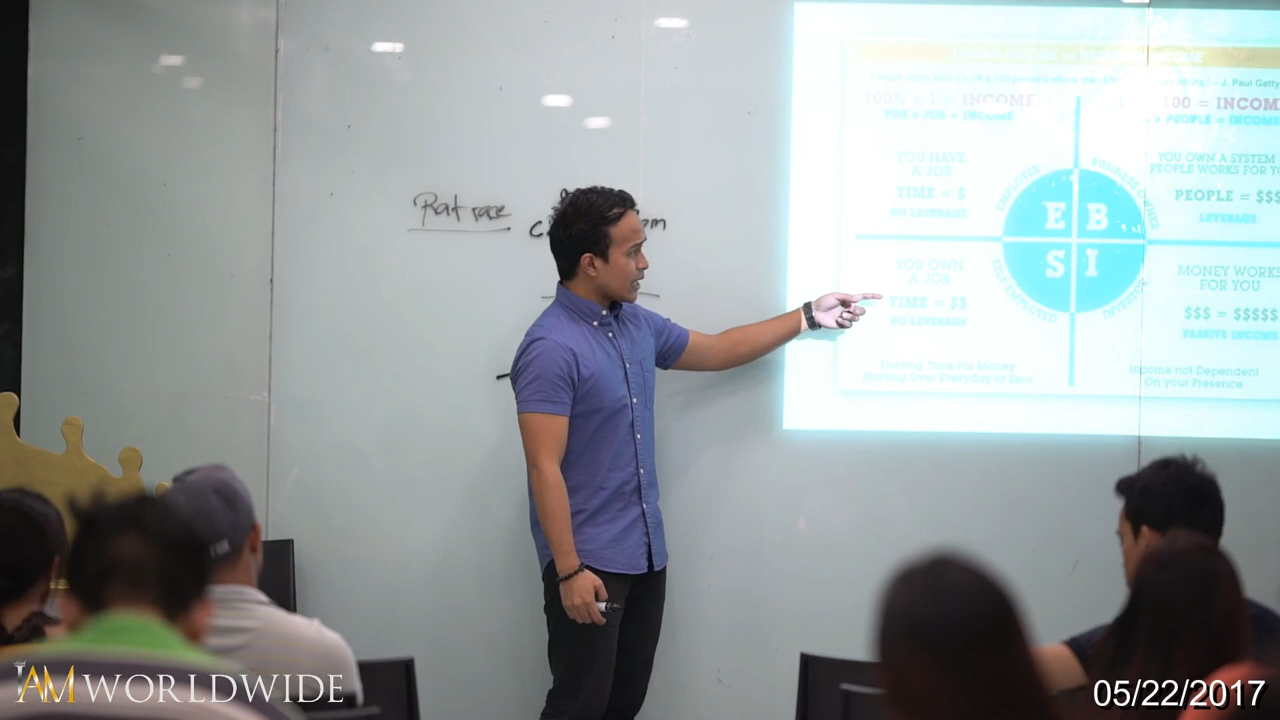 Rat race
" – J. Paul Getty
100% x 1 = INCOME
YOU x JOB = INCOME
100 = INCOM
PEOPLE = INCOME
YOU HAVE
A JOB
TIME = $
NO LEVERAGE
YOU OWN A SYSTEM
PEOPLE WORKS FOR YO
PEOPLE = $$$
LEVERAGE
EMPLOYEE
BUSINESS OWNER
E B
S I
SELF EMPLOYED
INVESTOR
YOU OWN
A JOB
TIME = $$
NO LEVERAGE
MONEY WORKS
FOR YOU
$$$ = $$$$$
PASSIVE INCOME
Trading Time For Money
Starting Over Everyday at Zero
Income not Dependent
On your Presence
IAM WORLDWIDE
05/22/2017